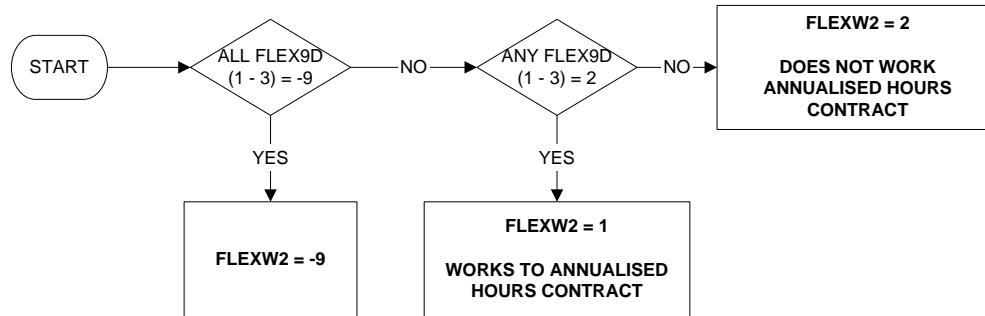 START
ALL FLEX9D
(1 - 3) = -9
NO
ANY FLEX9D
(1 - 3) = 2
NO
FLEXW2 = 2
DOES NOT WORK
ANNUALISED HOURS
CONTRACT
YES
YES
FLEXW2 = -9
FLEXW2 = 1
WORKS TO ANNUALISED
HOURS CONTRACT